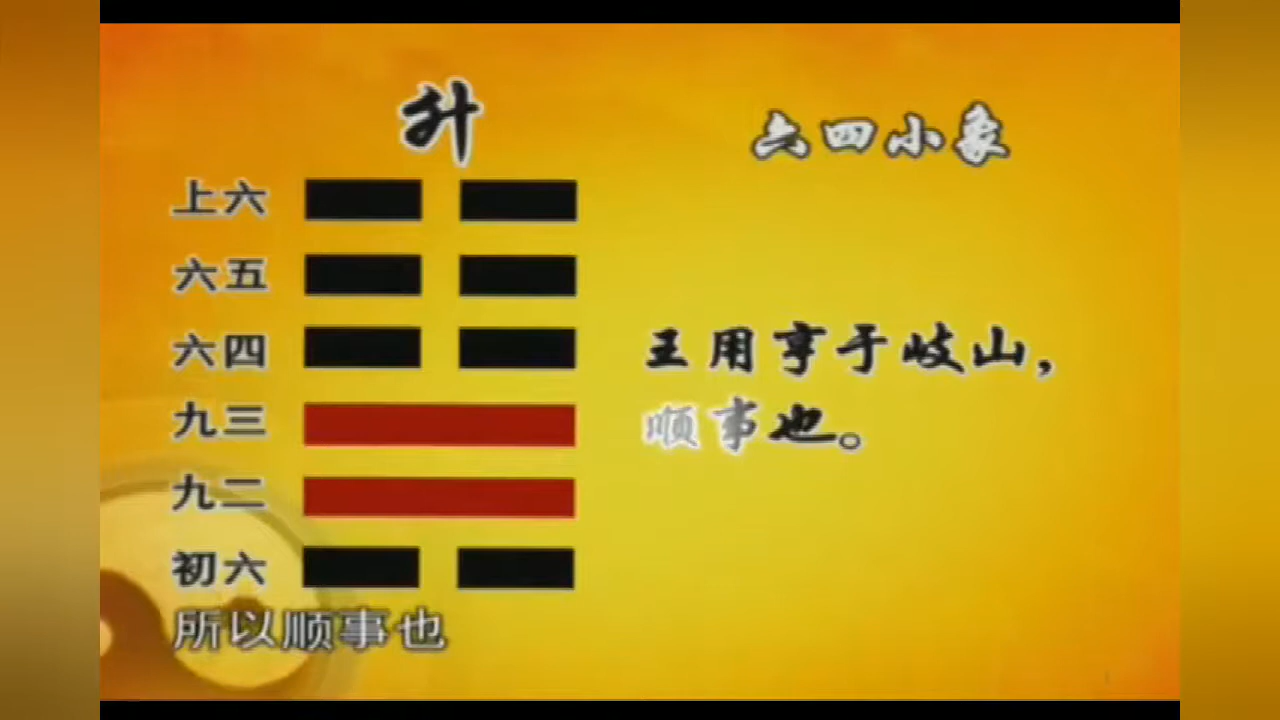 升
六四小象
上六
六五
六四
九三
九二
初六
王用亨于岐山，
顺事也。
所以顺事也